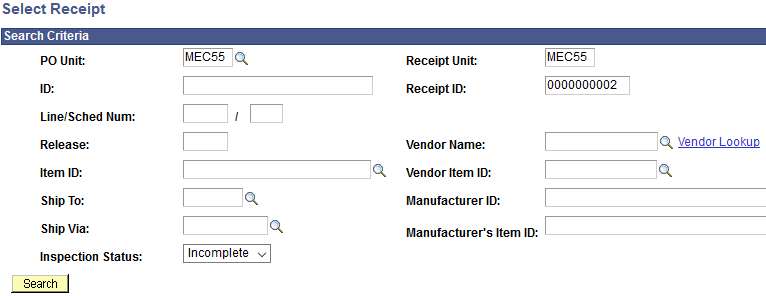 Select Receipt
Search Criteria
PO Unit: MEC55 Receipt Unit: MEC55
ID: Receipt ID: 0000000002
Line/Sched Num: /
Release: Vendor Name: Vendor Lookup
Item ID: Vendor Item ID:
Ship To: Manufacturer ID:
Ship Via: Manufacturer's Item ID:
Inspection Status: Incomplete
Search